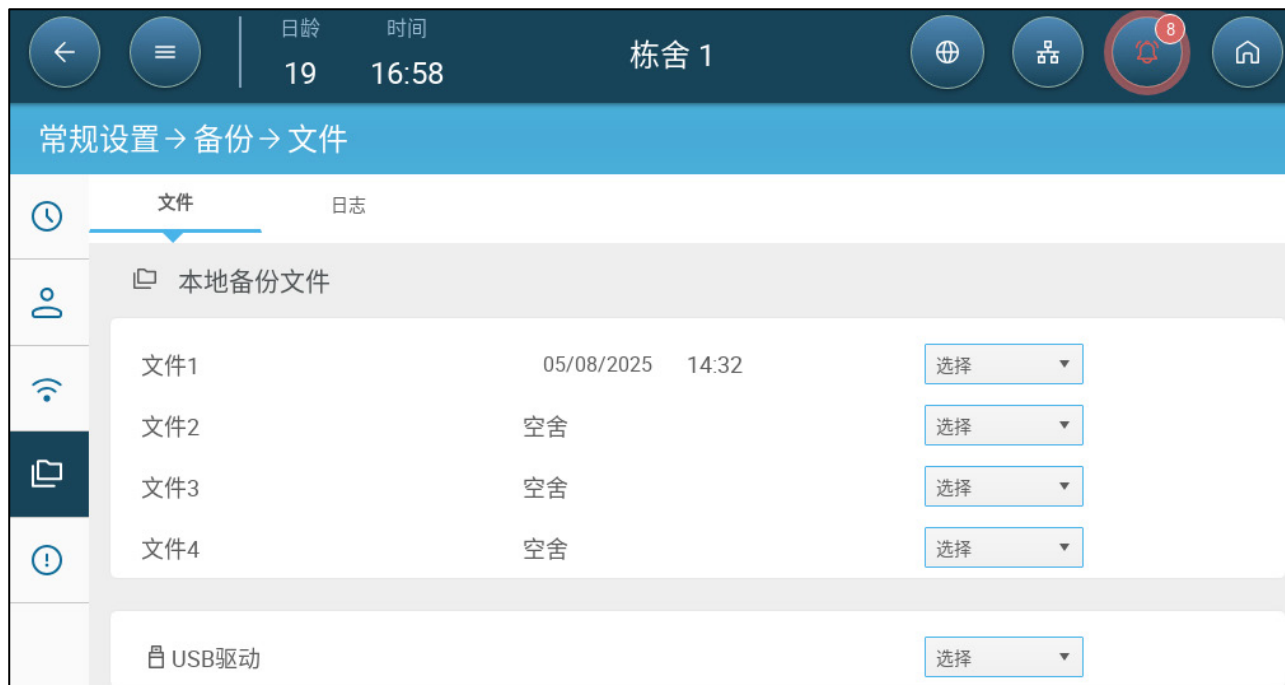 日龄 时间 8
19 16:58 栋舍 1
常规设置→备份→文件
文件 日志
本地备份文件
文件1 05/08/2025 14:32 选择
文件2 空舍 选择
文件3 空舍 选择
文件4 空舍 选择
USB驱动 选择